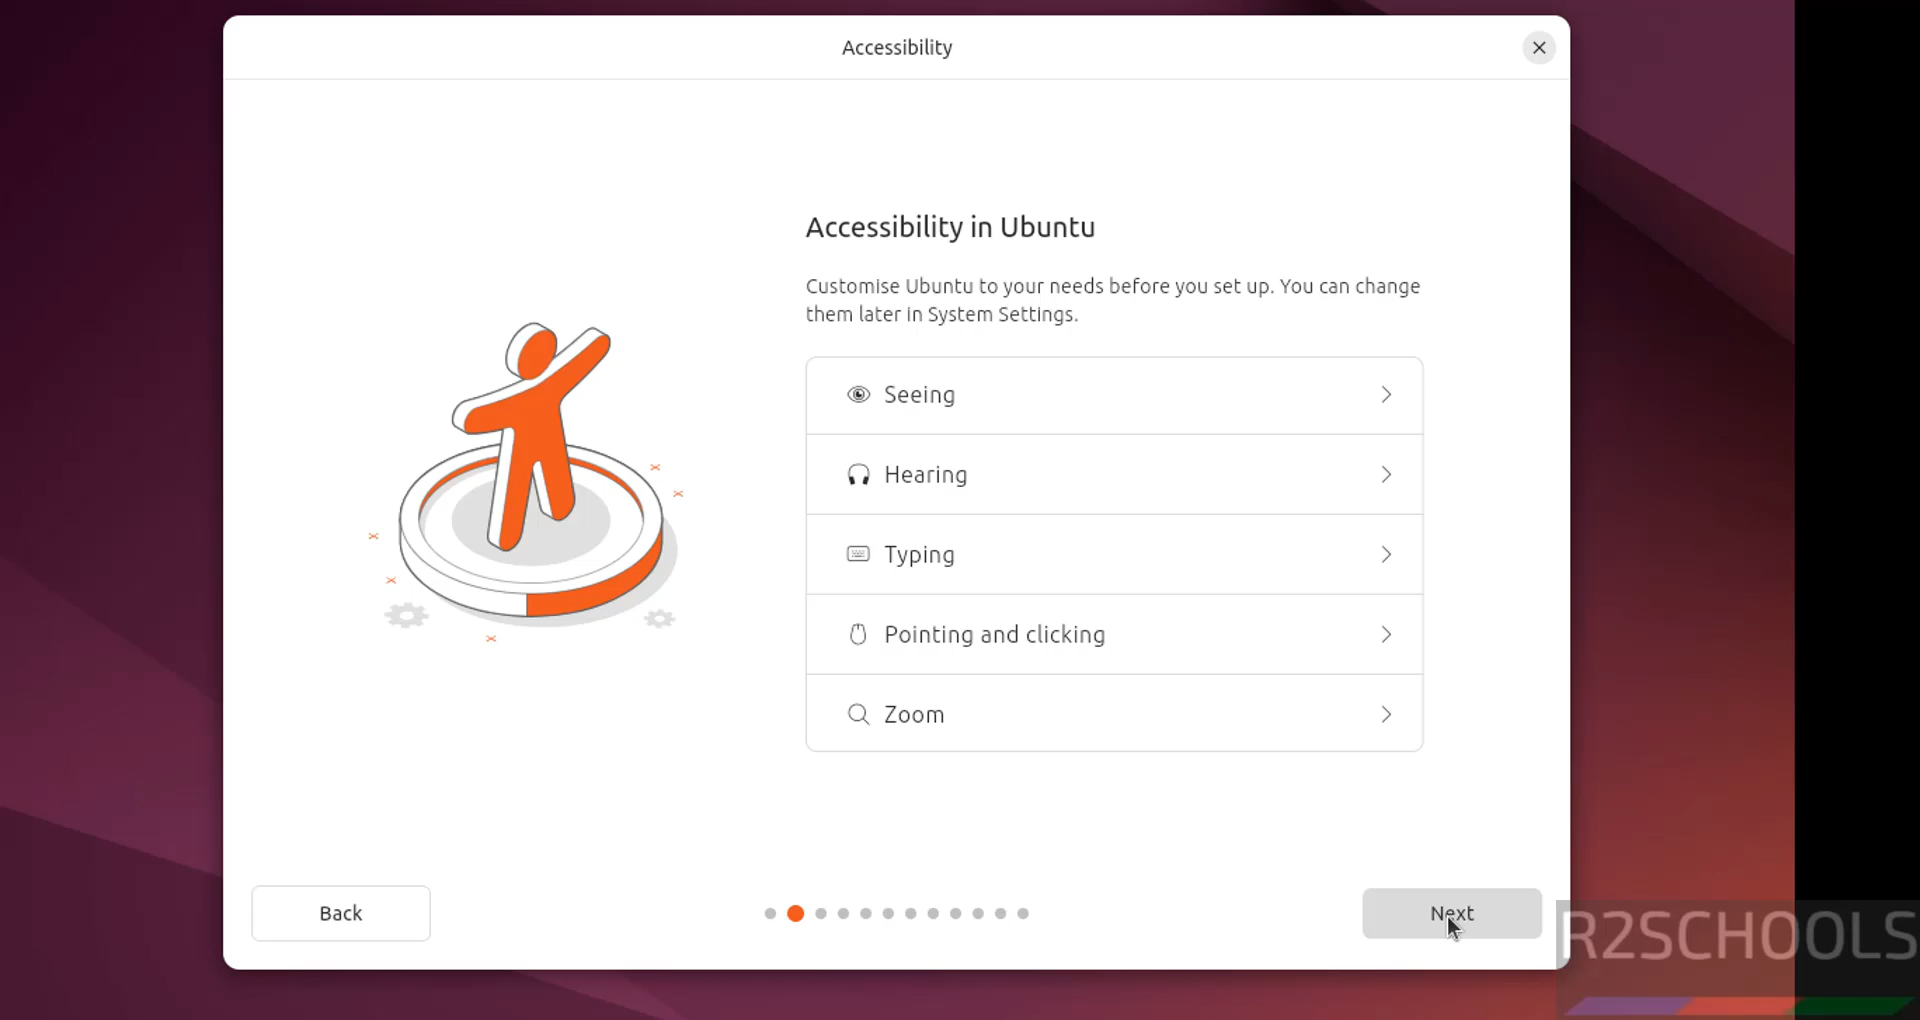 Accessibility
Accessibility in Ubuntu
Customise Ubuntu to your needs before you set up. You can change
them later in System Settings.
Seeing
Hearing
Typing
Pointing and clicking
Zoom
Back
Next
R2SCHOOLS